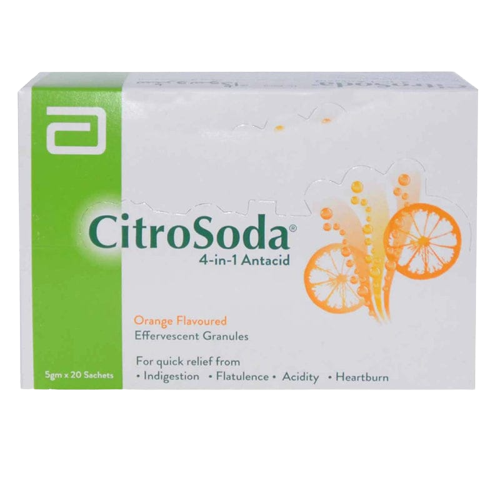 CitroSoda®
4-in-1 Antacid
Orange Flavoured
Effervescent Granules
For quick relief from
• Indigestion • Flatulence • Acidity • Heartburn
5gm x 20 Sachets